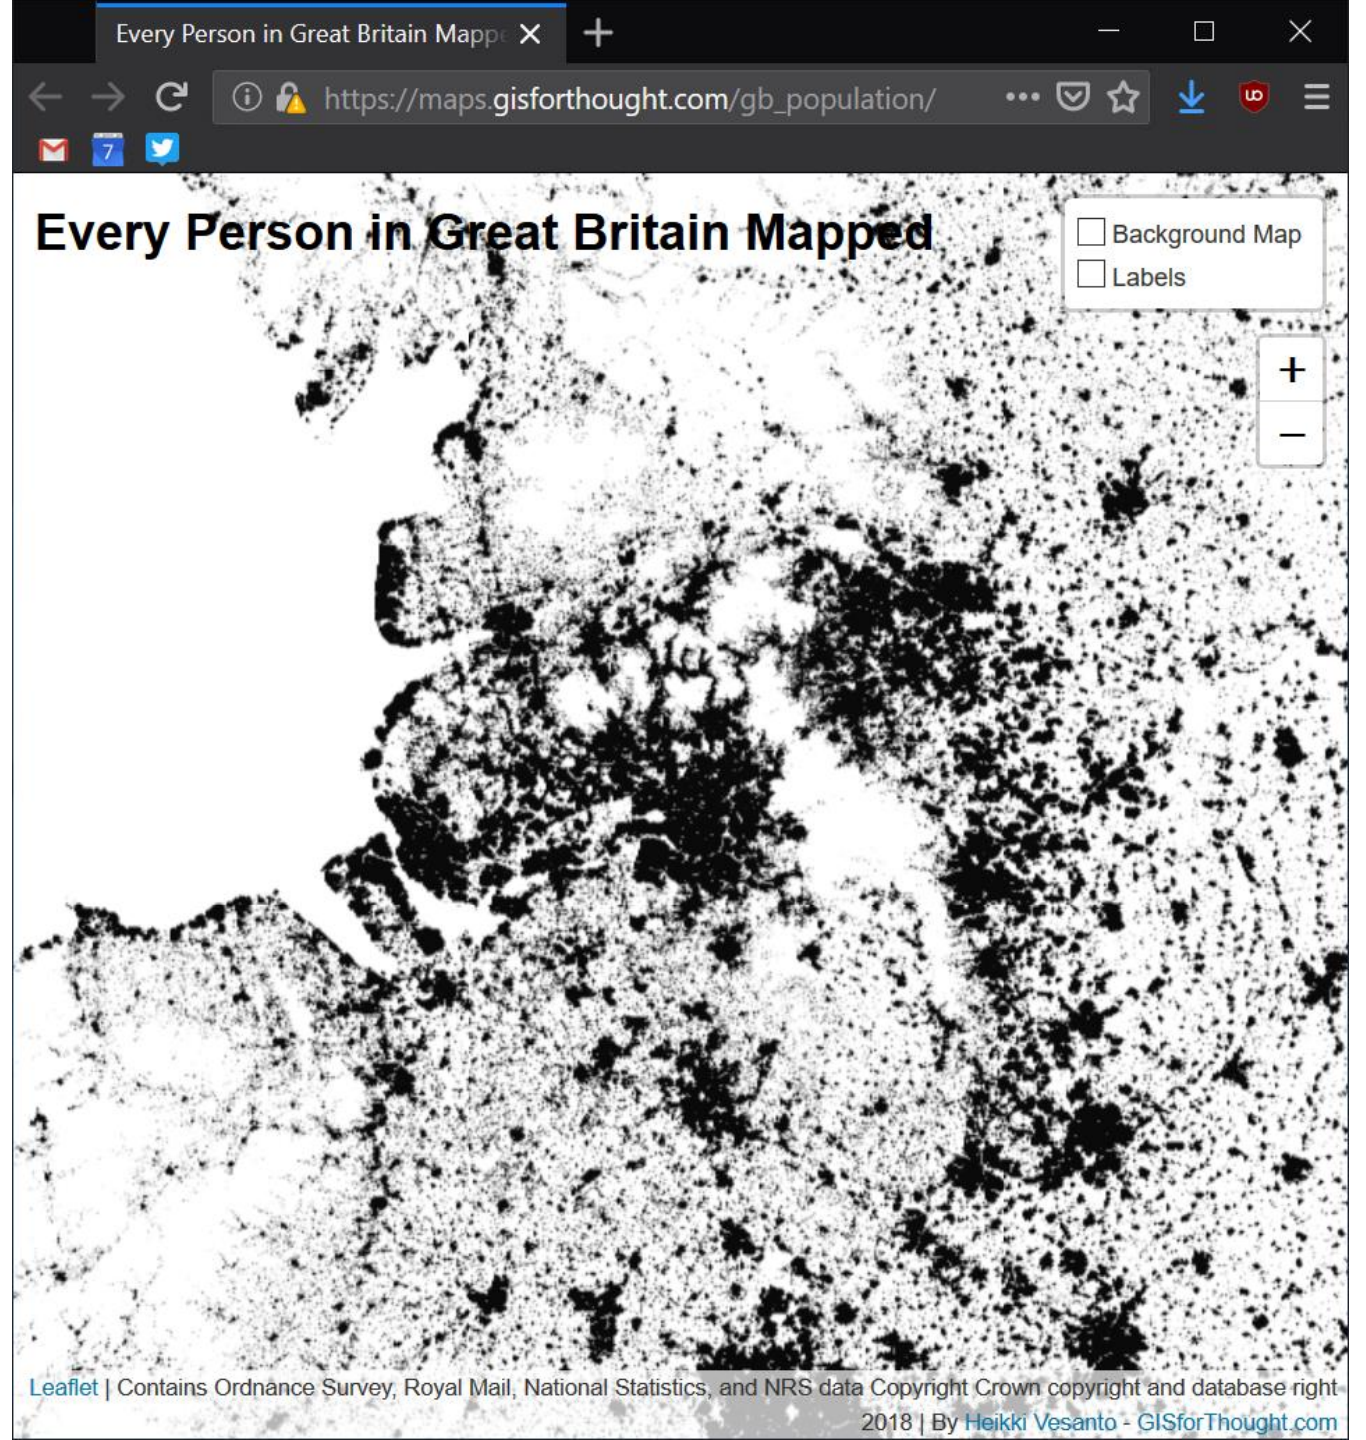 Every Person in Great Britain Mappe
https://maps.gisforthought.com/gb_population/
7
Every Person in Great Britain Mapped
Background Map
Labels
+
−
Leaflet | Contains Ordnance Survey, Royal Mail, National Statistics, and NRS data Copyright Crown copyright and database right
2018 | By Heikki Vesanto - GISforThought.com